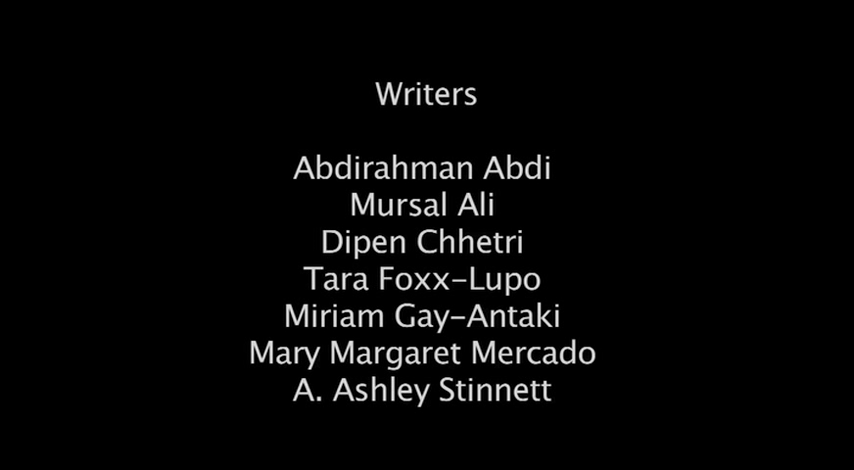 Writers
Abdirahman Abdi
Mursal Ali
Dipen Chhetri
Tara Foxx-Lupo
Miriam Gay-Antaki
Mary Margaret Mercado
A. Ashley Stinnett